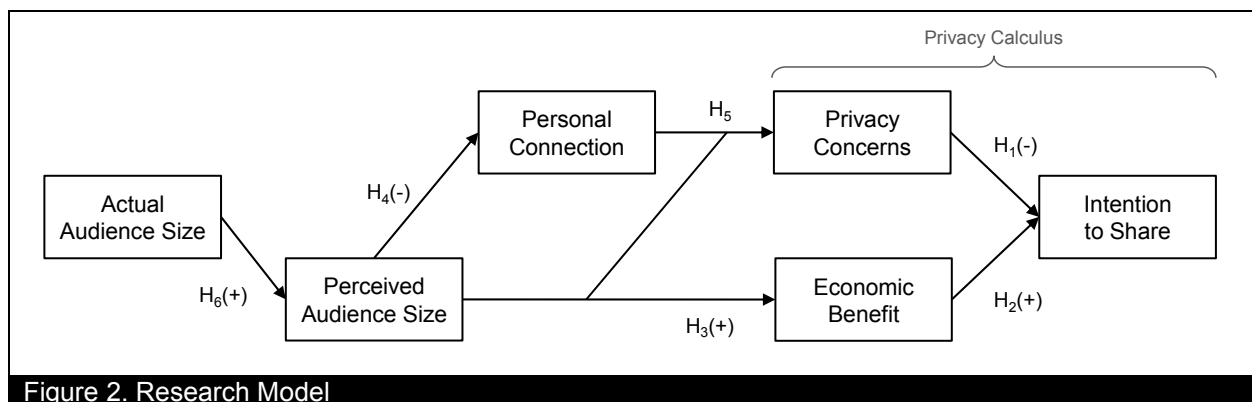 Privacy Calculus
Personal
Connection
H5
Privacy
Concerns
H1(-)
Actual
Audience Size
H4(-)
Intention
to Share
H6(+)
Perceived
Audience Size
H3(+)
Economic
Benefit
H2(+)
Figure 2. Research Model